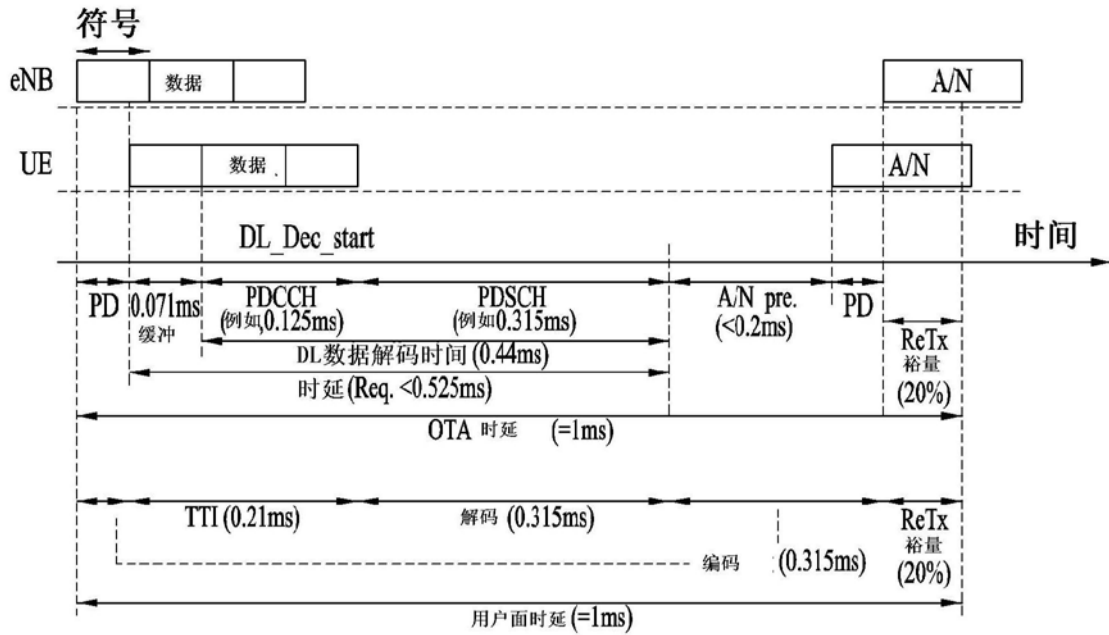 符号
eNB 数据 A/N
UE 数据 A/N
DL_Dec_start 时间
PD 0.071ms PDCCH PDSCH A/N pre. PD
缓冲 (例如,0.125ms) (例如0.315ms) (<0.2ms) ReTx
DL数据解码时间(0.44ms) 裕量
时延(Req. <0.525ms) (20%)
OTA 时延 (=1ms)
TTI (0.21ms) 解码 (0.315ms) ReTx
编码 (0.315ms) 裕量
(20%)
用户面时延(=1ms)